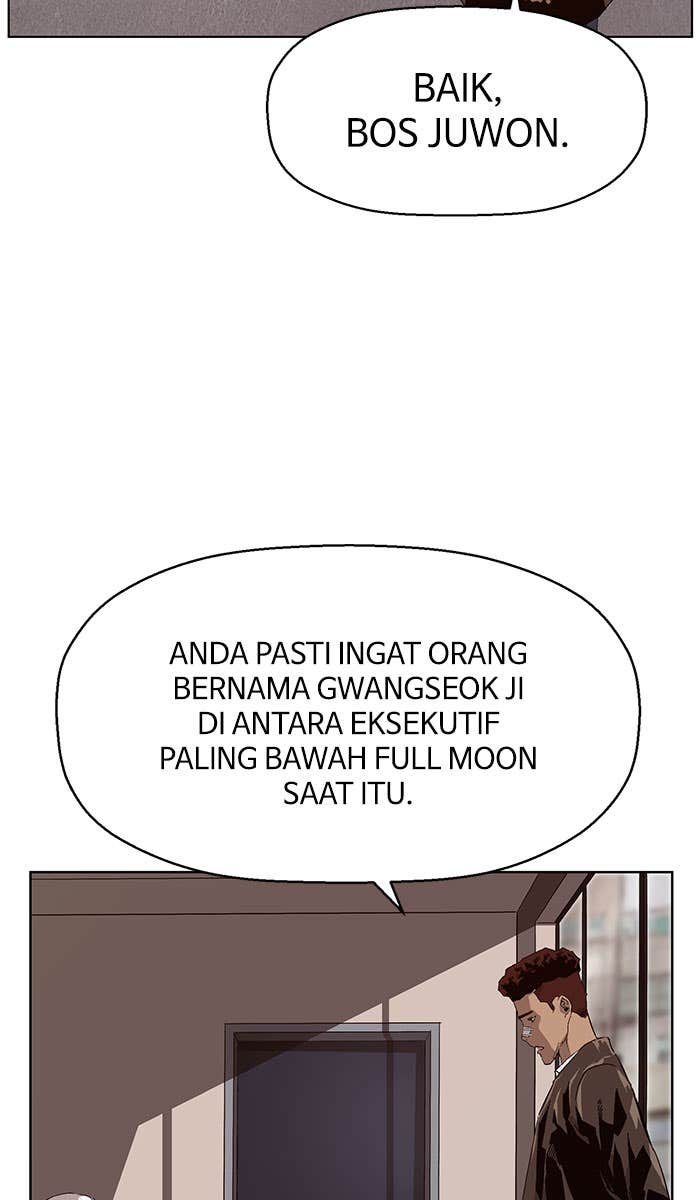 BAIK,
BOS JUWON.
ANDA PASTI INGAT ORANG
BERNAMA GWANGSEOK JI
DI ANTARA EKSEKUTIF
PALING BAWAH FULL MOON
SAAT ITU.